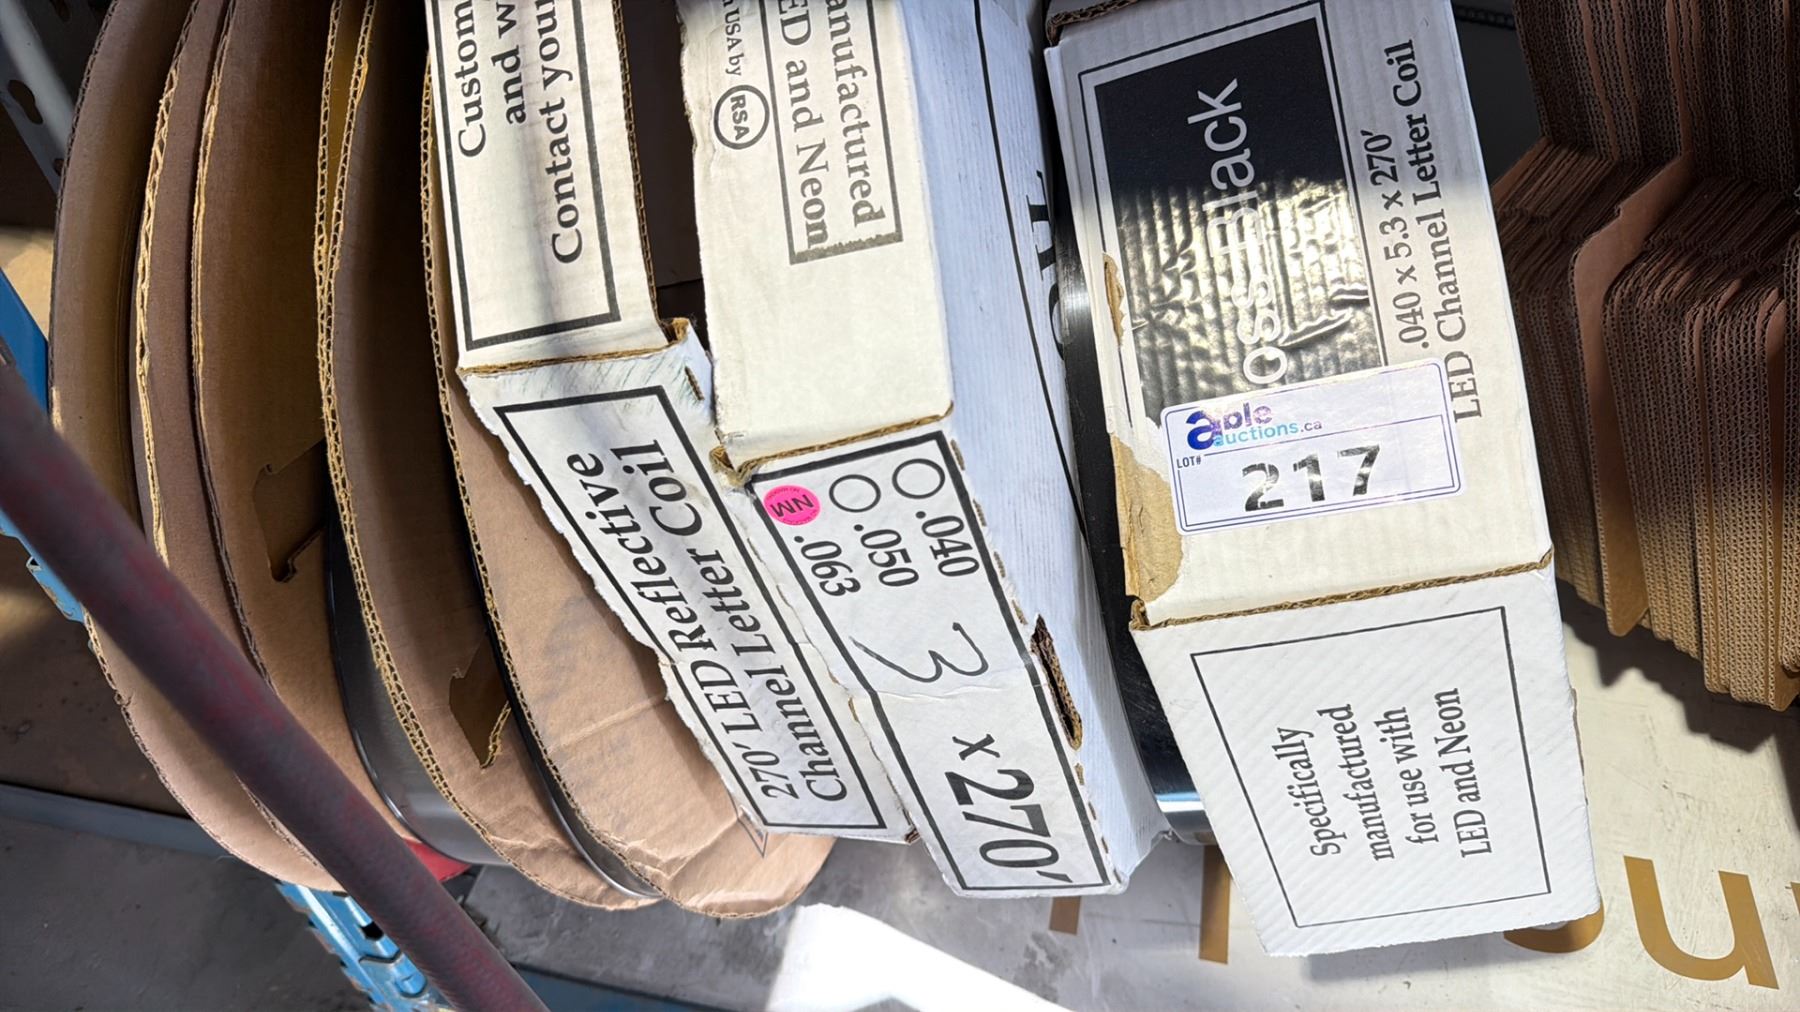 Custom
and w
Contact your
270' LED Reflective
Channel Letter Coil
USA by
RSA
ED and Neon
anufactured
NM
.063
.050
.040
3
x 270'
oss Black
.040 x 5.3 x 270'
LED Channel Letter Coil
able
auctions.ca
LOT#
217
Specifically
manufactured
for use with
LED and Neon